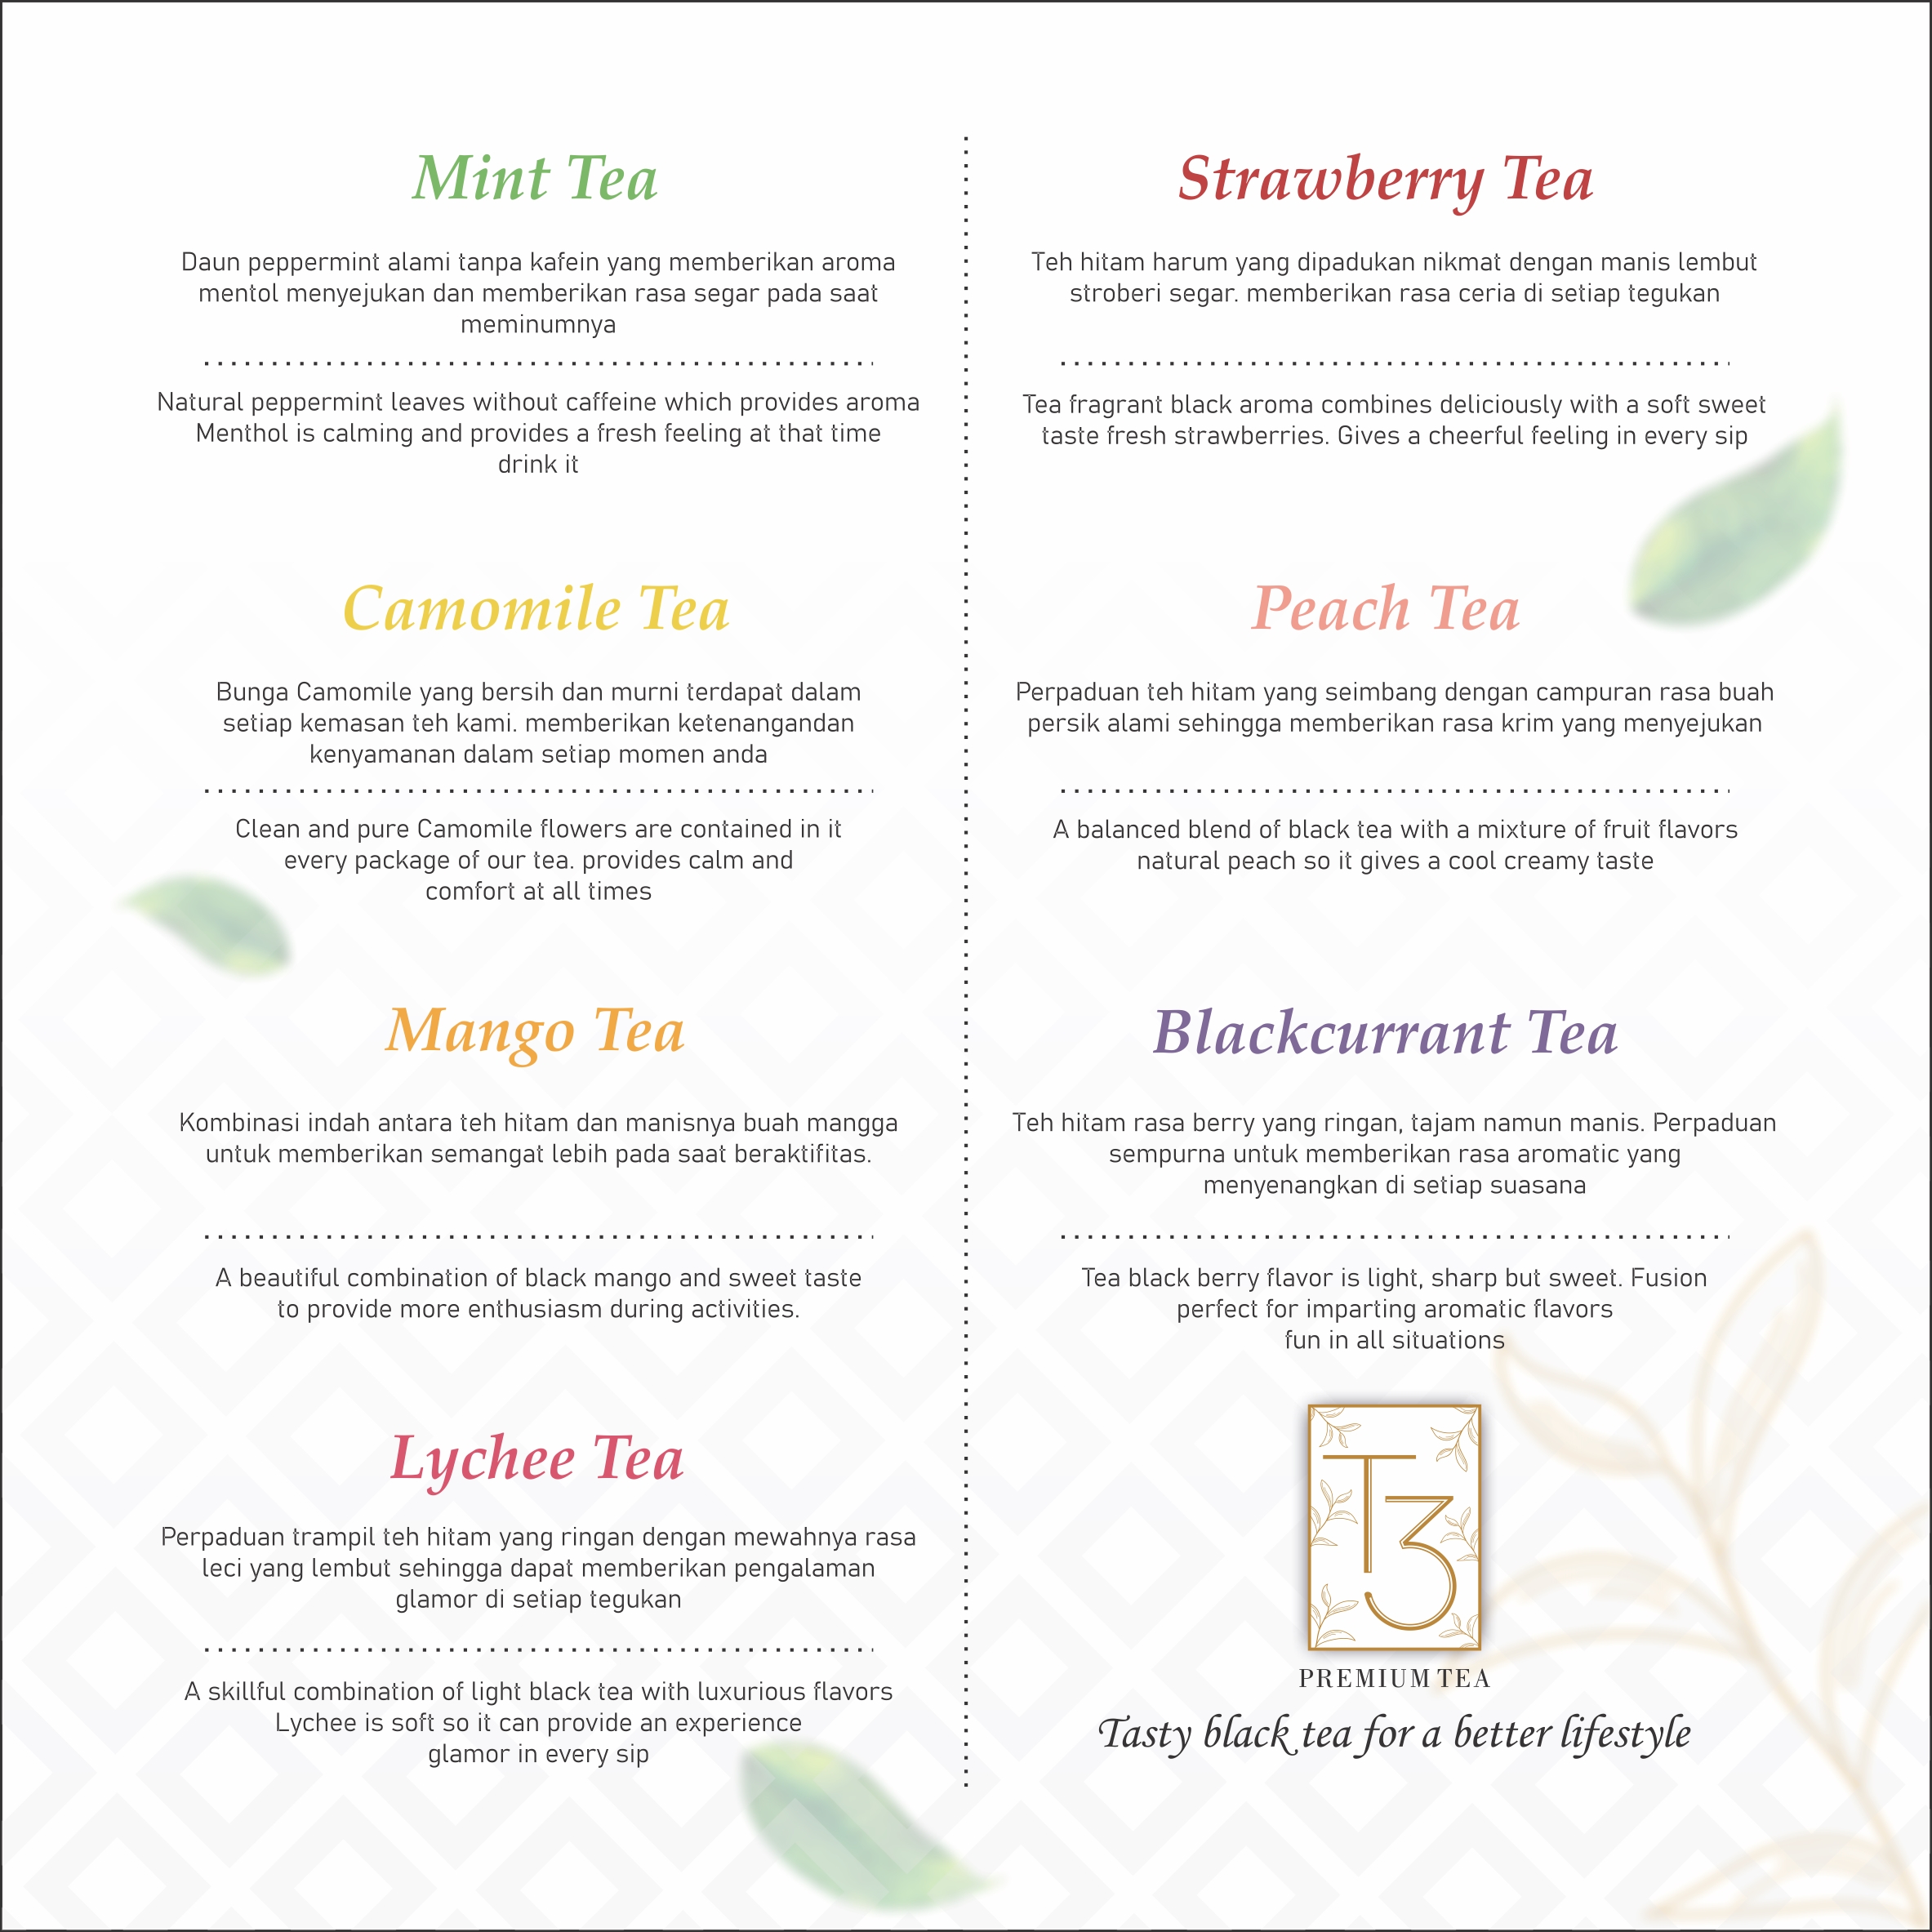 Mint Tea
Daun peppermint alami tanpa kafein yang memberikan aroma
mentol menyejukan dan memberikan rasa segar pada saat
meminumnya
Natural peppermint leaves without caffeine which provides aroma
Menthol is calming and provides a fresh feeling at that time
drink it
Camomile Tea
Bunga Camomile yang bersih dan murni terdapat dalam
setiap kemasan teh kami. memberikan ketenangandan
kenyamanan dalam setiap momen anda
Clean and pure Camomile flowers are contained in it
every package of our tea. provides calm and
comfort at all times
Mango Tea
Kombinasi indah antara teh hitam dan manisnya buah mangga
untuk memberikan semangat lebih pada saat beraktifitas.
A beautiful combination of black mango and sweet taste
to provide more enthusiasm during activities.
Lychee Tea
Perpaduan trampil teh hitam yang ringan dengan mewahnya rasa
leci yang lembut sehingga dapat memberikan pengalaman
glamor di setiap tegukan
A skillful combination of light black tea with luxurious flavors
Lychee is soft so it can provide an experience
glamor in every sip
Strawberry Tea
Teh hitam harum yang dipadukan nikmat dengan manis lembut
stroberi segar. memberikan rasa ceria di setiap tegukan
Tea fragrant black aroma combines deliciously with a soft sweet
taste fresh strawberries. Gives a cheerful feeling in every sip
Peach Tea
Perpaduan teh hitam yang seimbang dengan campuran rasa buah
persik alami sehingga memberikan rasa krim yang menyejukan
A balanced blend of black tea with a mixture of fruit flavors
natural peach so it gives a cool creamy taste
Blackcurrant Tea
Teh hitam rasa berry yang ringan, tajam namun manis. Perpaduan
sempurna untuk memberikan rasa aromatic yang
menyenangkan di setiap suasana
Tea black berry flavor is light, sharp but sweet. Fusion
perfect for imparting aromatic flavors
fun in all situations
T3
PREMIUM TEA
Tasty black tea for a better lifestyle